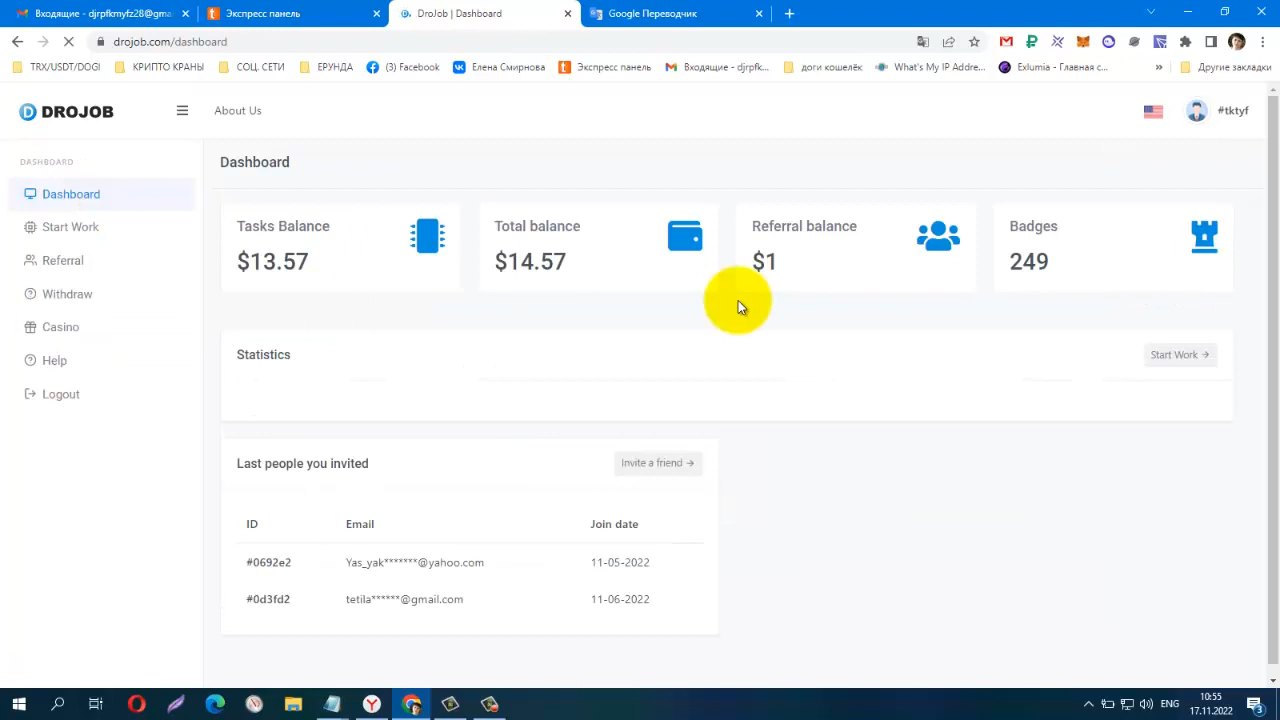 Входящие - djrpfkmyfz28@gma
Экспресс панель
DroJob | Dashboard
Google Переводчик
drojob.com/dashboard
TRX/USDT/DOGI
КРИПТО КРАНЫ
СОЦ. СЕТИ
ЕРУНДА
(3) Facebook
Елена Смирнова
Экспресс панель
Входящие - djrpfk...
доги кошелёк
What's My IP Addre...
Exlumia - Главная с...
»
Другие закладки
DROJOB
About Us
#tktyf
DASHBOARD
Dashboard
Start Work
Referral
Withdraw
Casino
Help
Logout
Dashboard
Tasks Balance
$13.57
Total balance
$14.57
Referral balance
$1
Badges
249
Statistics
Start Work →
Last people you invited
Invite a friend →
ID Email Join date
#0692e2 Yas_yak*******@yahoo.com 11-05-2022
#0d3fd2 tetila******@gmail.com 11-06-2022
ENG
10:55
17.11.2022
3